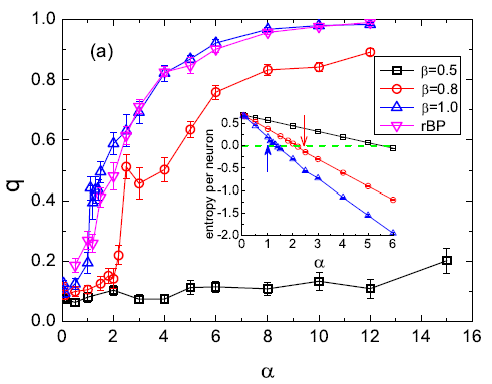 1.0
(a)
0.8
0.6
0.4
0.2
0.0
q
β=0.5
β=0.8
β=1.0
rBP
entropy per neuron
0.5
0.0
-0.5
-1.0
-1.5
-2.0
0 1 2 3 4 5 6
α
0 2 4 6 8 10 12 14 16
α